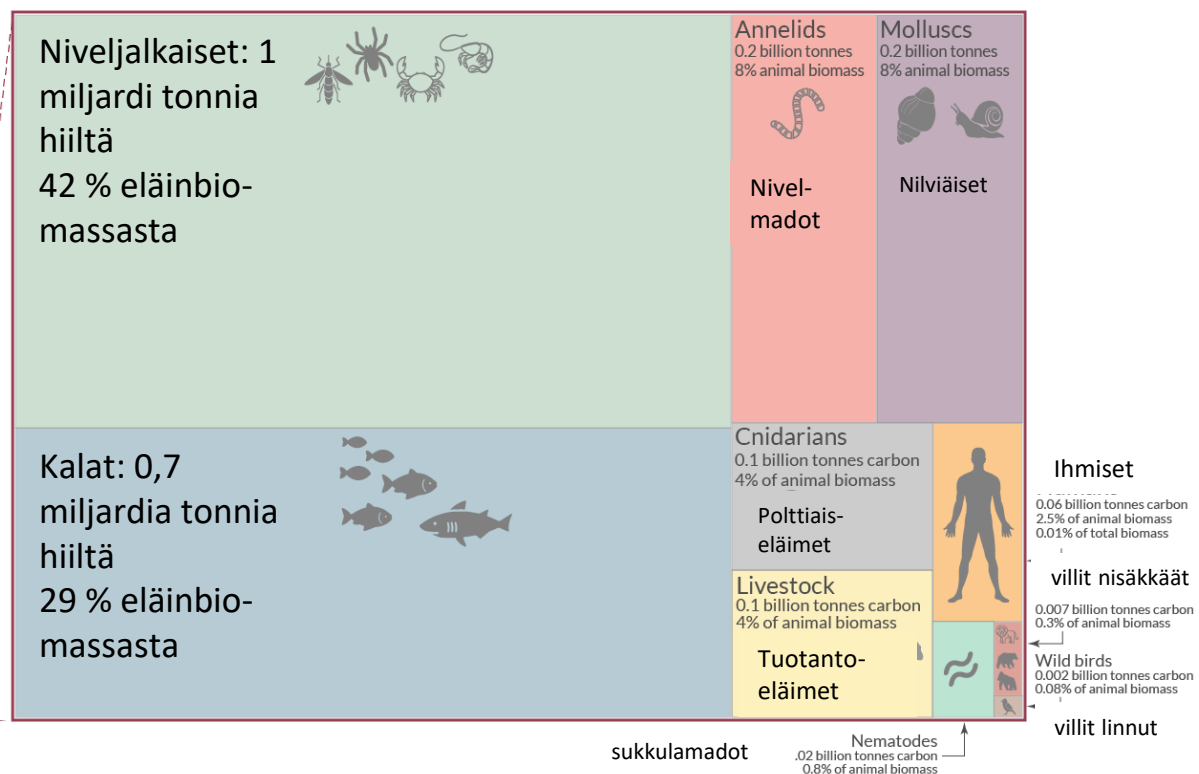 Niveljalkaiset: 1
miljardi tonnia
hiiltä
42 % eläinbio-
massasta
Annelids
0.2 billion tonnes
8% animal biomass
Nivel-
madot
Molluscs
0.2 billion tonnes
8% animal biomass
Nilviäiset
Kalat: 0,7
miljardia tonnia
hiiltä
29 % eläinbio-
massasta
Cnidarians
0.1 billion tonnes carbon
4% of animal biomass
Polttiais-
eläimet
Livestock
0.1 billion tonnes carbon
4% of animal biomass
Tuotanto-
eläimet
Ihmiset
0.06 billion tonnes carbon
2.5% of animal biomass
0.01% of total biomass
villit nisäkkäät
0.007 billion tonnes carbon
0.3% of animal biomass
Wild birds
0.002 billion tonnes carbon
0.08% of animal biomass
villit linnut
sukkulamadot
Nematodes
.02 billion tonnes carbon
0.8% of animal biomass